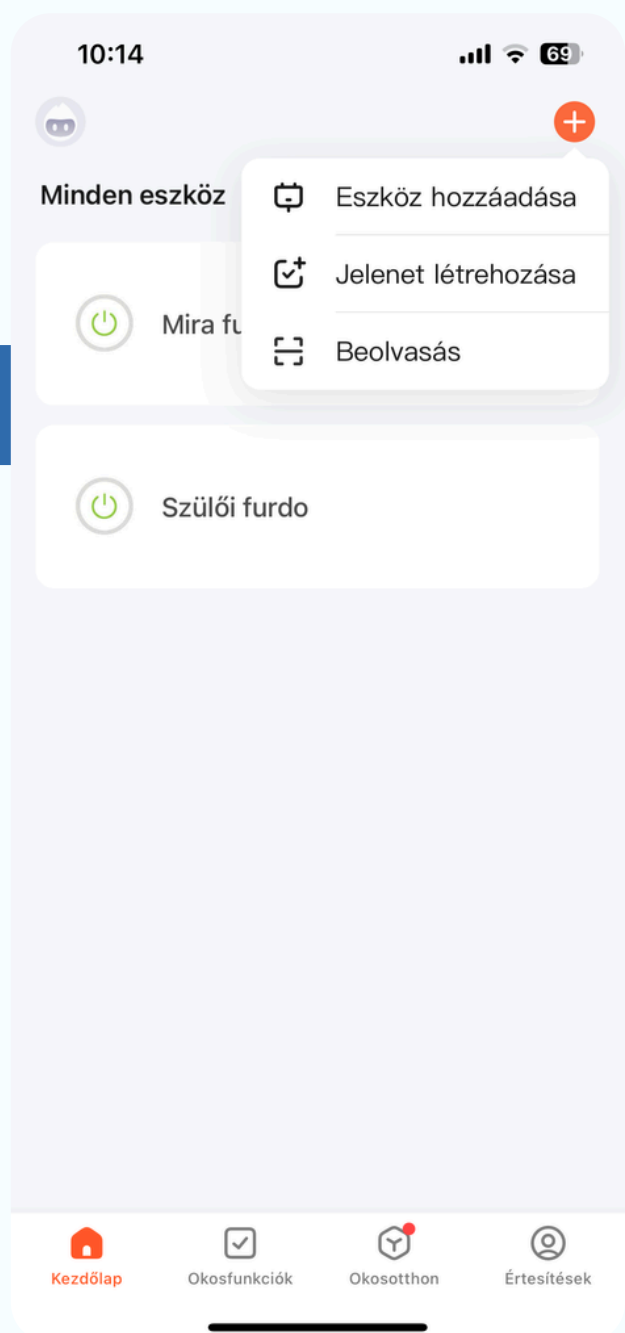 10:14
69
Minden eszköz
Eszköz hozzáadása
Jelenet létrehozása
Mira fu
Beolvasás
Szülői furdo
Kezdőlap
Okosfunkciók
Okosotthon
Értesítések